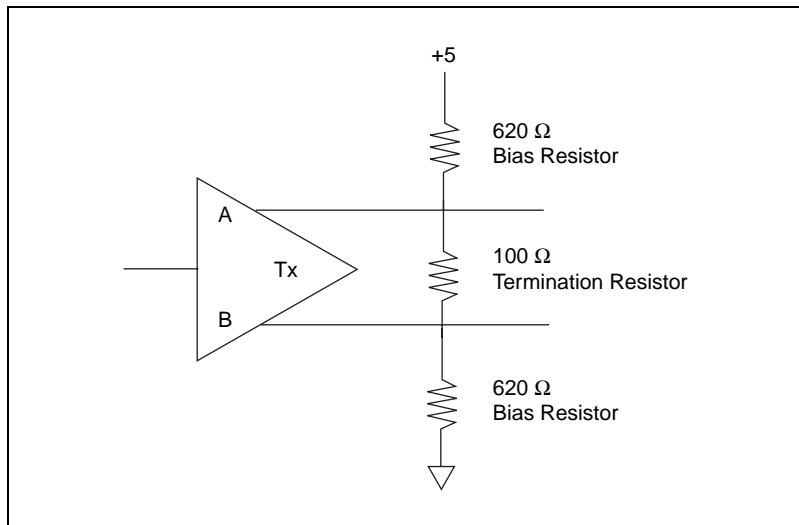 +5
620 Ω
Bias Resistor
A
100 Ω
Termination Resistor
Tx
B
620 Ω
Bias Resistor